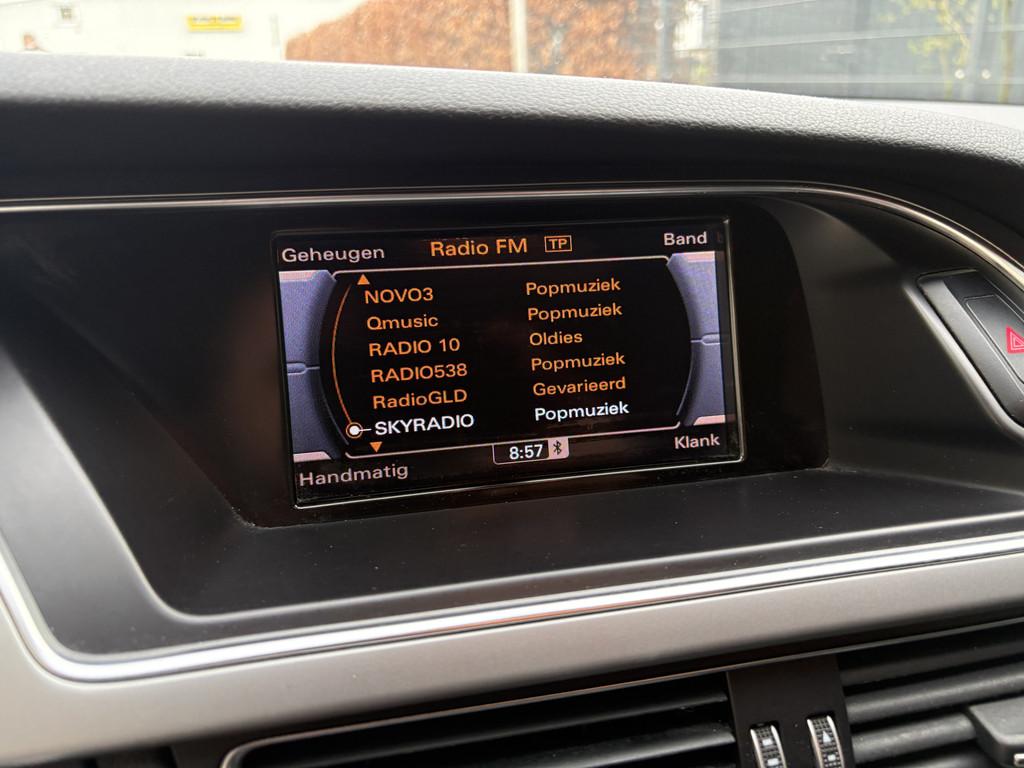 Geheugen Radio FM TP Band
NOVO3 Popmuziek
Qmusic Popmuziek
RADIO 10 Oldies
RADIO538 Popmuziek
RadioGLD Gevarieerd
SKYRADIO Popmuziek
Handmatig 8:57 Klank